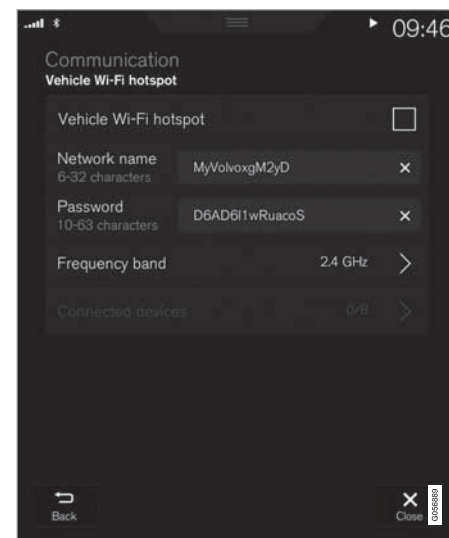 09:46
Communication
Vehicle Wi-Fi hotspot
Vehicle Wi-Fi hotspot
Network name
6-32 characters
MyVolvoxgM2yD
Password
10-63 characters
D6AD6I1wRuacoS
Frequency band
2.4 GHz
Connected devices
0/8
Back
Close
G056889